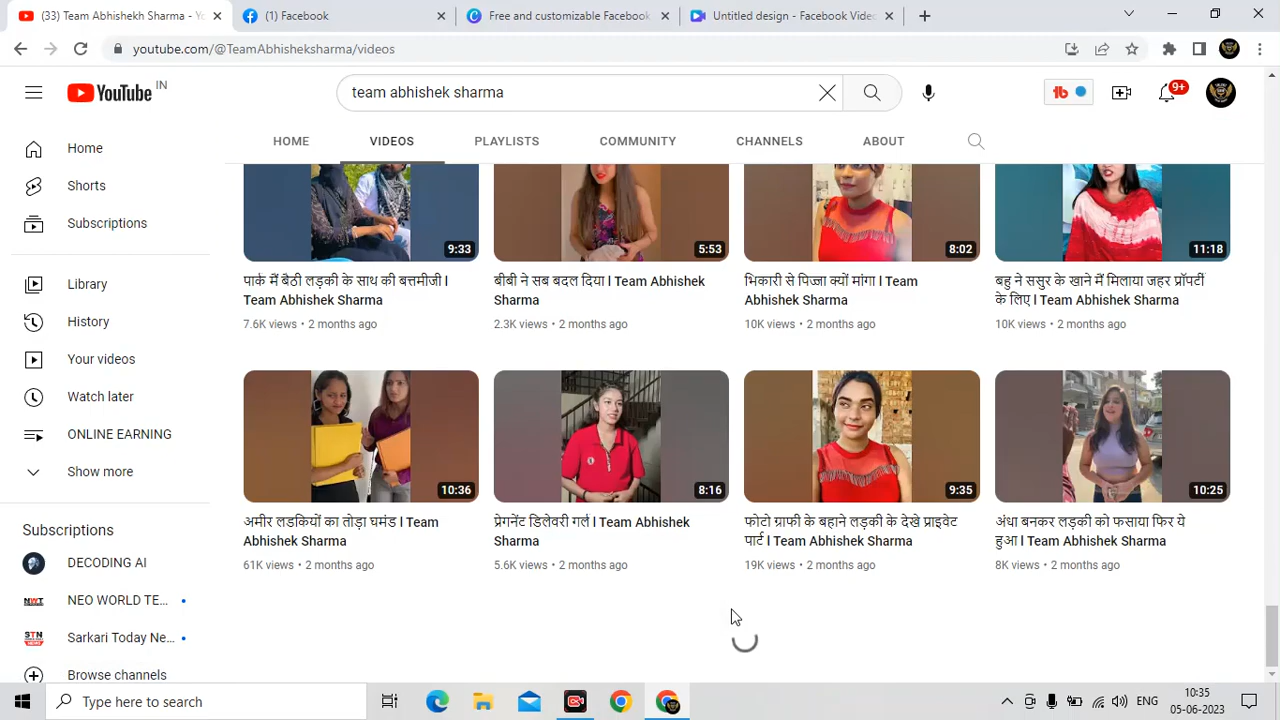 (33) Team Abhishekh Sharma - Yo
(1) Facebook
Free and customizable Facebook
Untitled design - Facebook Video
youtube.com/@TeamAbhisheksharma/videos
YouTube IN
team abhishek sharma
9+
HOME
VIDEOS
PLAYLISTS
COMMUNITY
CHANNELS
ABOUT
Home
Shorts
Subscriptions
Library
History
Your videos
Watch later
ONLINE EARNING
Show more
Subscriptions
DECODING AI
NEO WORLD TE...
Sarkari Today Ne...
Browse channels
9:33
5:53
8:02
11:18
पार्क में बैठी लड़की के साथ की बत्तमीजी l
Team Abhishek Sharma
7.6K views • 2 months ago
बीबी ने सब बदल दिया l Team Abhishek
Sharma
2.3K views • 2 months ago
भिकारी से पिज्जा क्यों मांगा l Team
Abhishek Sharma
10K views • 2 months ago
बहु ने ससुर के खाने में मिलाया जहर प्रॉपर्टी
के लिए l Team Abhishek Sharma
10K views • 2 months ago
10:36
8:16
9:35
10:25
अमीर लडकियों का तोड़ा घमंड l Team
Abhishek Sharma
61K views • 2 months ago
प्रेगनेंट डिलेवरी गर्ल l Team Abhishek
Sharma
5.6K views • 2 months ago
फोटो ग्राफी के बहाने लड़की के देखे प्राइवेट
पार्ट l Team Abhishek Sharma
19K views • 2 months ago
अंधा बनकर लड़की को फसाया फिर ये
हुआ l Team Abhishek Sharma
8K views • 2 months ago
Type here to search
ENG
10:35
05-06-2023